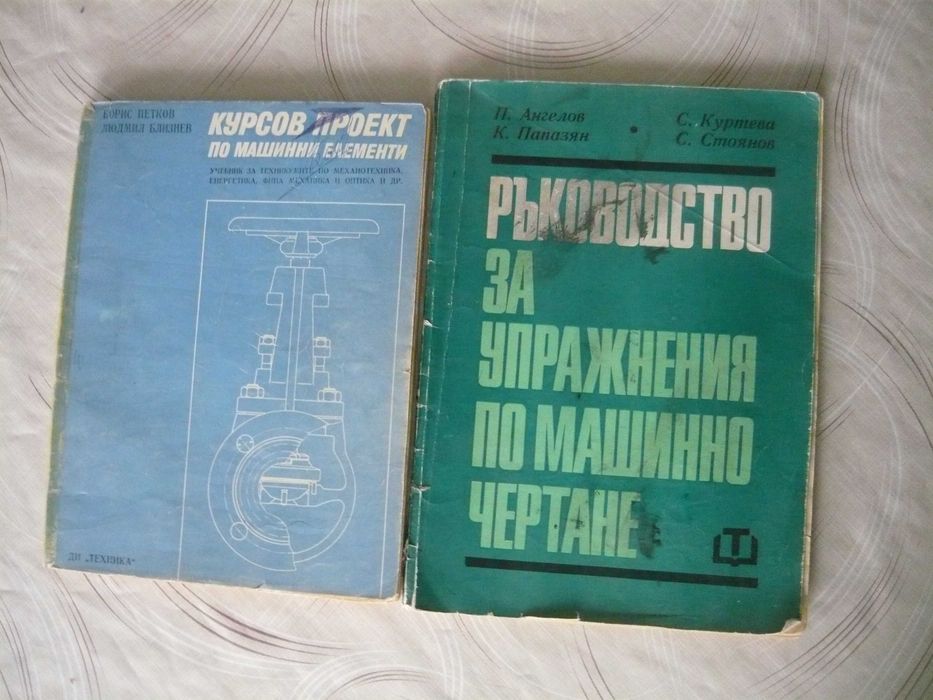 БОРИС ПЕТКОВ
ЛЮДМИЛ БЛИЗНЕВ
КУРСОВ ПРОЕКТ
ПО МАШИННИ ЕЛЕМЕНТИ
УЧЕБНИК ЗА ТЕХНИКУМИТЕ ПО МЕХАНОТЕХНИКА,
ЕНЕРГЕТИКА, ФИНА МЕХАНИКА И ОПТИКА И ДР.
ДИ „ТЕХНИКА“
П. Ангелов
К. Папазян
С. Куртева
С. Стоянов
РЪКОВОДСТВО
ЗА
УПРАЖНЕНИЯ
ПО МАШИННО
ЧЕРТАНЕ
Т